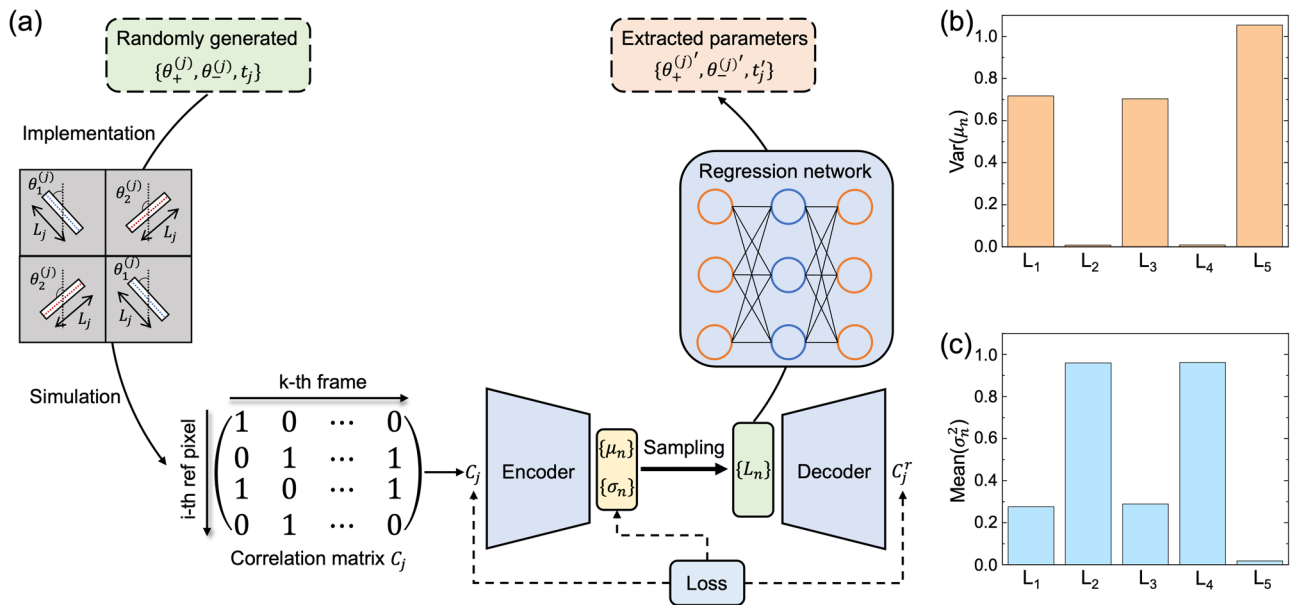 (a)
Randomly generated
{θ₊⁽ʲ⁾, θ₋⁽ʲ⁾, tⱼ}
Extracted parameters
{θ₊⁽ʲ⁾′, θ₋⁽ʲ⁾′, tⱼ′}
Implementation
θ₁⁽ʲ⁾
Lⱼ
θ₂⁽ʲ⁾
Lⱼ
θ₂⁽ʲ⁾
Lⱼ
θ₁⁽ʲ⁾
Lⱼ
Simulation
k-th frame
i-th ref pixel
1 0 ⋯ 0
0 1 ⋯ 1
1 0 ⋯ 1
0 1 ⋯ 0
Correlation matrix Cⱼ
Cⱼ
Encoder
{μₙ}
{σₙ}
Sampling
{Lₙ}
Decoder
Cⱼʳ
Loss
Regression network
(b)
Var(μₙ)
1.0
0.8
0.6
0.4
0.2
0.0
L₁ L₂ L₃ L₄ L₅
(c)
Mean(σₙ²)
1.0
0.8
0.6
0.4
0.2
0.0
L₁ L₂ L₃ L₄ L₅